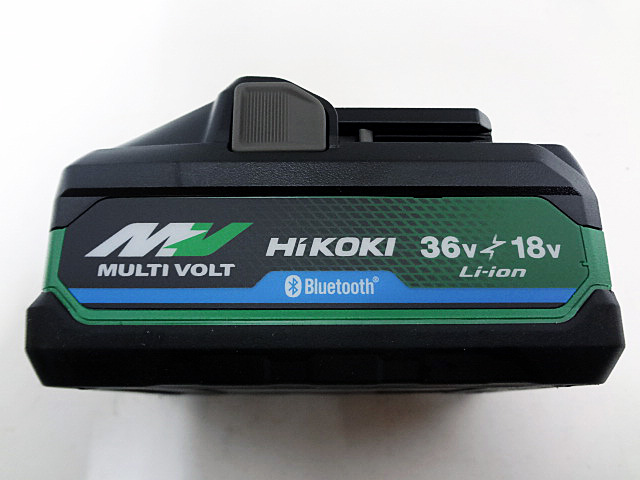 MV
MULTI VOLT
HiKOKI
36V⚡18V
Li-ion
Bluetooth®